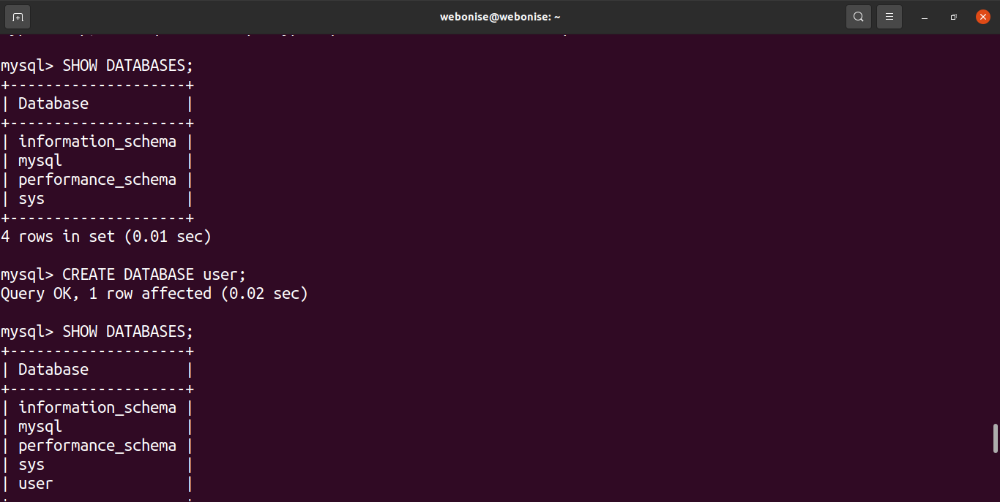 webonise@webonise: ~
mysql> SHOW DATABASES;
+--------------------+
| Database           |
+--------------------+
| information_schema |
| mysql              |
| performance_schema |
| sys                |
+--------------------+
4 rows in set (0.01 sec)
mysql> CREATE DATABASE user;
Query OK, 1 row affected (0.02 sec)
mysql> SHOW DATABASES;
+--------------------+
| Database           |
+--------------------+
| information_schema |
| mysql              |
| performance_schema |
| sys                |
| user               |